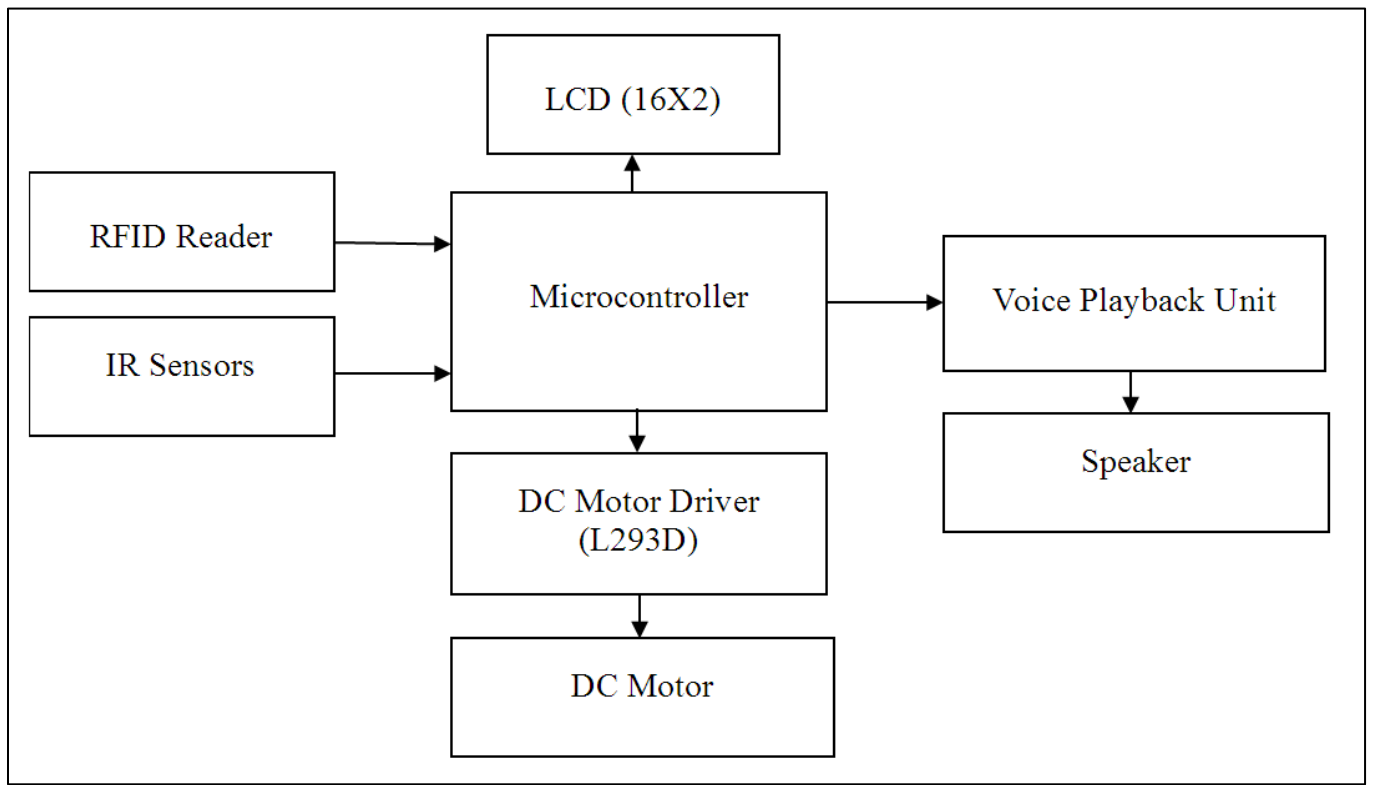 LCD (16X2)
RFID Reader
Microcontroller
Voice Playback Unit
IR Sensors
Speaker
DC Motor Driver
(L293D)
DC Motor